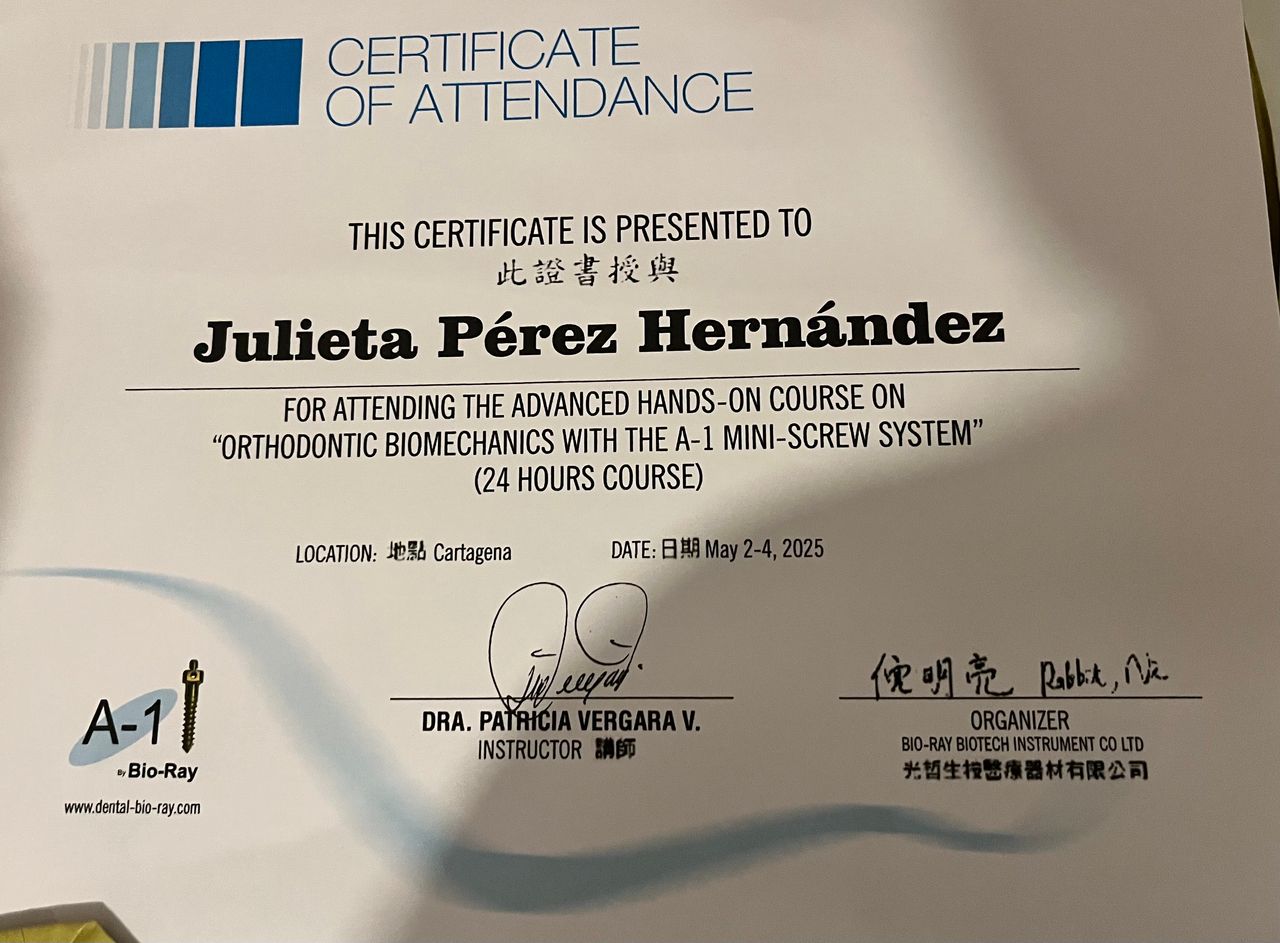 CERTIFICATE
OF ATTENDANCE
THIS CERTIFICATE IS PRESENTED TO
此證書授與
Julieta Pérez Hernández
FOR ATTENDING THE ADVANCED HANDS-ON COURSE ON
“ORTHODONTIC BIOMECHANICS WITH THE A-1 MINI-SCREW SYSTEM”
(24 HOURS COURSE)
LOCATION: 地點 Cartagena DATE: 日期 May 2-4, 2025
倪明亮 Rabbit, Ni
DRA. PATRICIA VERGARA V.
INSTRUCTOR 講師
ORGANIZER
BIO-RAY BIOTECH INSTRUMENT CO LTD
光哲生技醫療器材有限公司
A-1
By Bio-Ray
www.dental-bio-ray.com